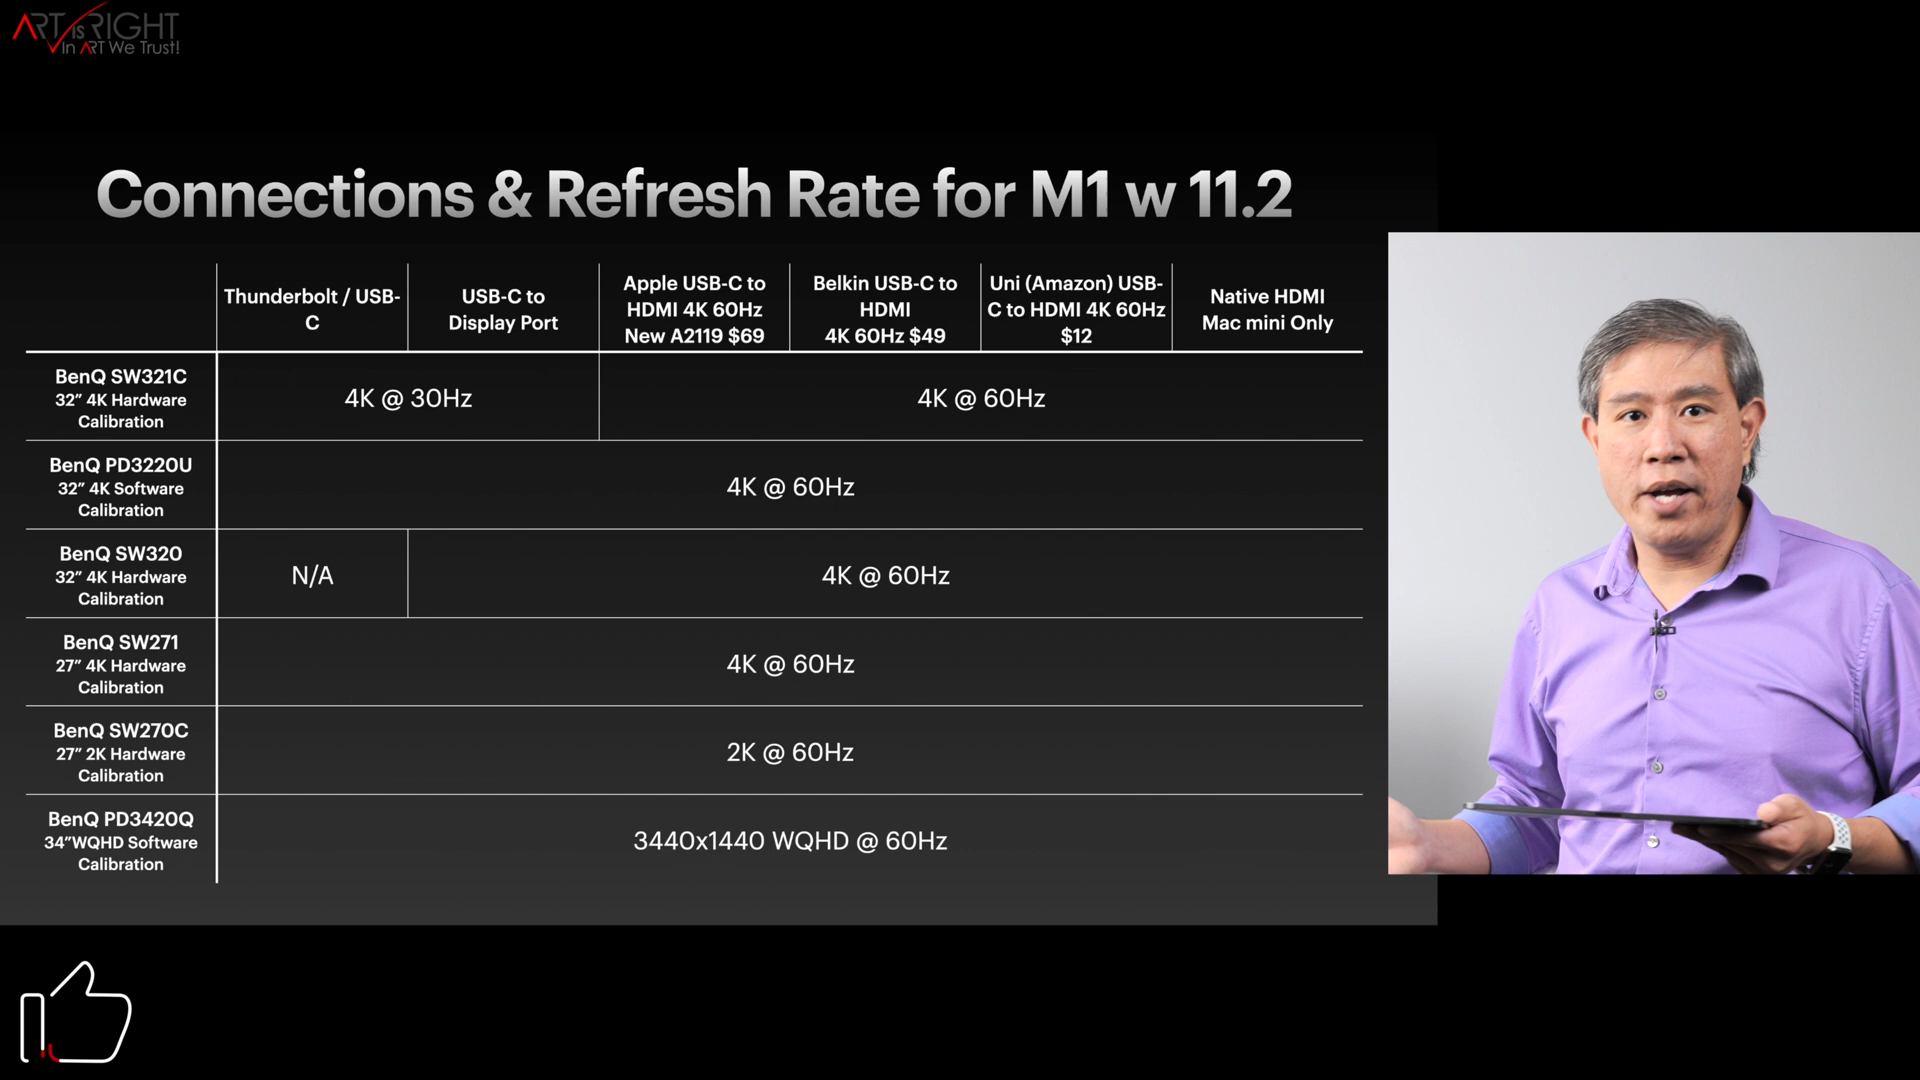 ART is RIGHT
In ART We Trust!
Connections & Refresh Rate for M1 w 11.2
Thunderbolt / USB-
C
USB-C to
Display Port
Apple USB-C to
HDMI 4K 60Hz
New A2119 $69
Belkin USB-C to
HDMI
4K 60Hz $49
Uni (Amazon) USB-
C to HDMI 4K 60Hz
$12
Native HDMI
Mac mini Only
BenQ SW321C
32” 4K Hardware
Calibration
4K @ 30Hz
4K @ 60Hz
BenQ PD3220U
32” 4K Software
Calibration
4K @ 60Hz
BenQ SW320
32” 4K Hardware
Calibration
N/A
4K @ 60Hz
BenQ SW271
27” 4K Hardware
Calibration
4K @ 60Hz
BenQ SW270C
27” 2K Hardware
Calibration
2K @ 60Hz
BenQ PD3420Q
34”WQHD Software
Calibration
3440x1440 WQHD @ 60Hz